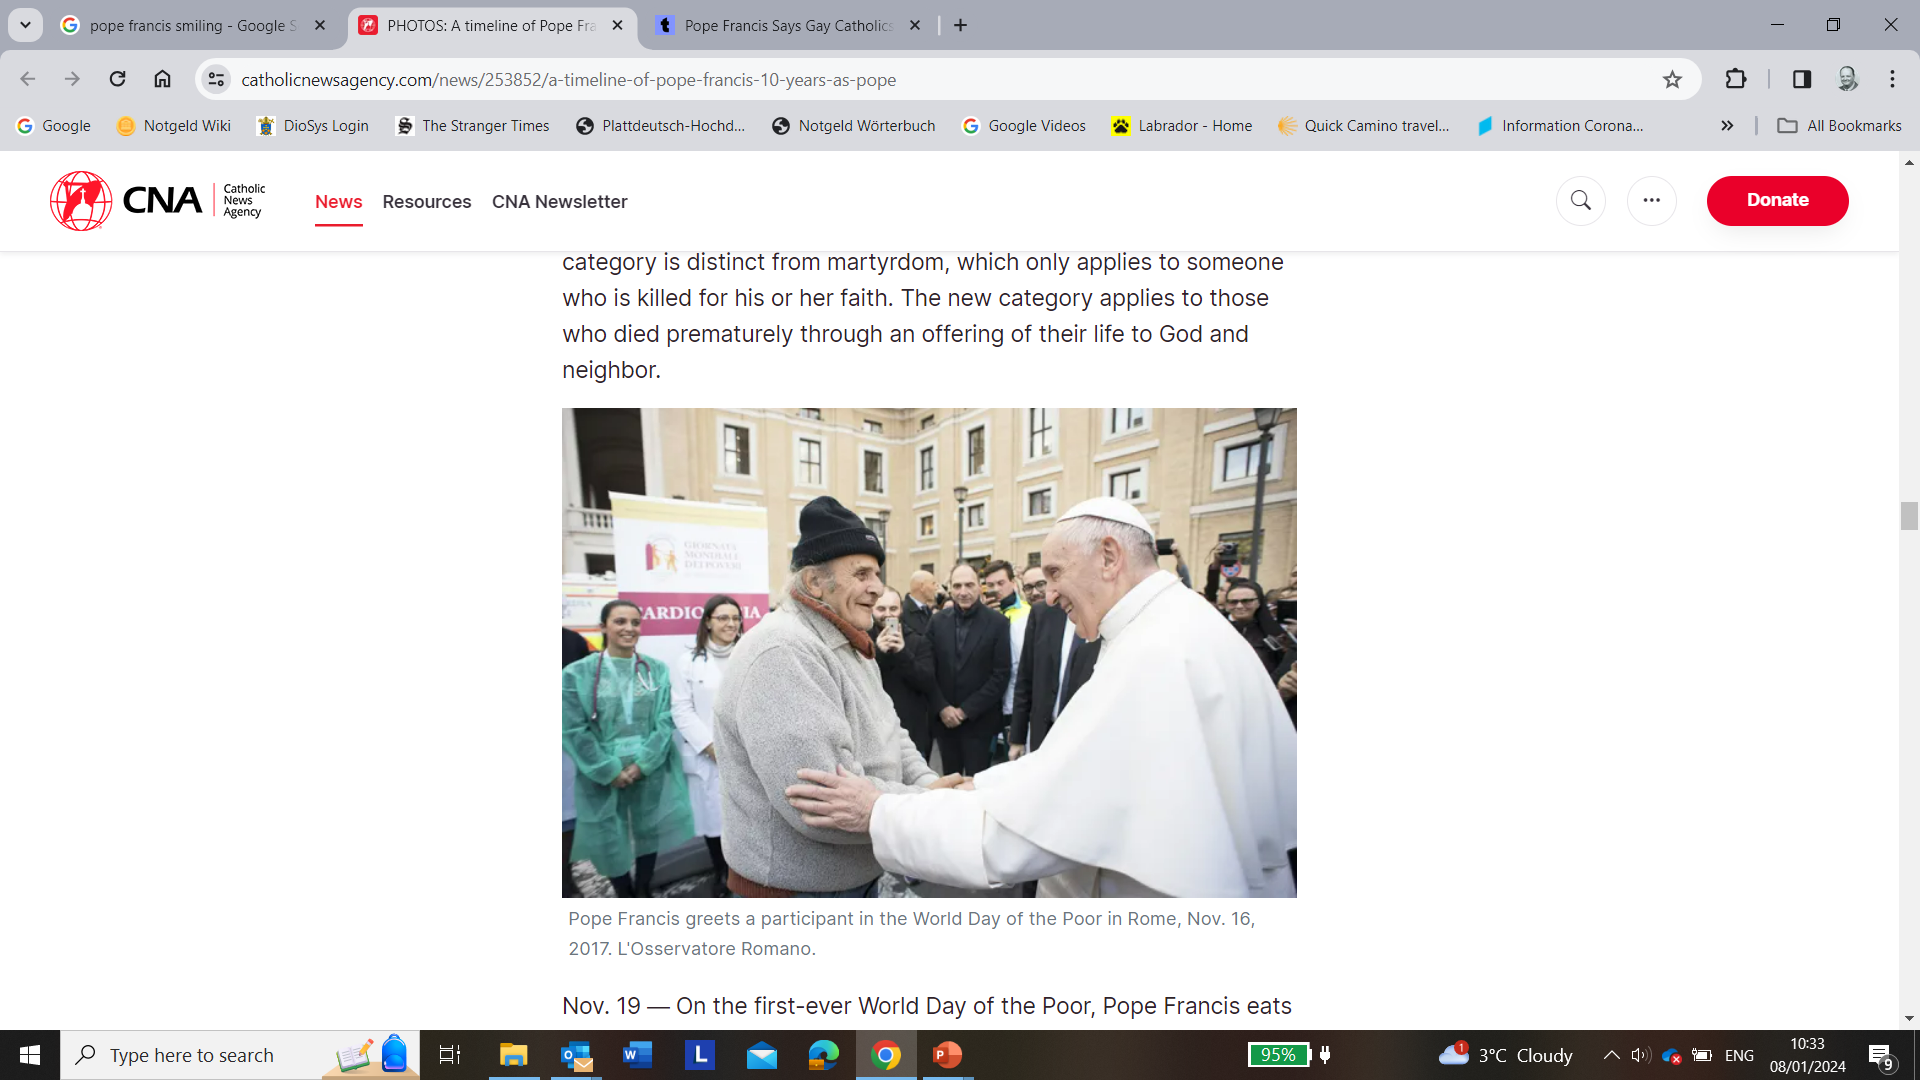 pope francis smiling - Google S
PHOTOS: A timeline of Pope Fra
Pope Francis Says Gay Catholics
catholicnewsagency.com/news/253852/a-timeline-of-pope-francis-10-years-as-pope
Google
Notgeld Wiki
DioSys Login
The Stranger Times
Plattdeutsch-Hochd...
Notgeld Wörterbuch
Google Videos
Labrador - Home
Quick Camino travel...
Information Corona...
All Bookmarks
CNA
Catholic
News
Agency
News
Resources
CNA Newsletter
Donate
category is distinct from martyrdom, which only applies to someone
who is killed for his or her faith. The new category applies to those
who died prematurely through an offering of their life to God and
neighbor.
GIORNATA
MONDIALE
DEI POVERI
Pope Francis greets a participant in the World Day of the Poor in Rome, Nov. 16,
2017. L'Osservatore Romano.
Nov. 19 — On the first-ever World Day of the Poor, Pope Francis eats
Type here to search
95%
1
3°C Cloudy
ENG
10:33
08/01/2024
9